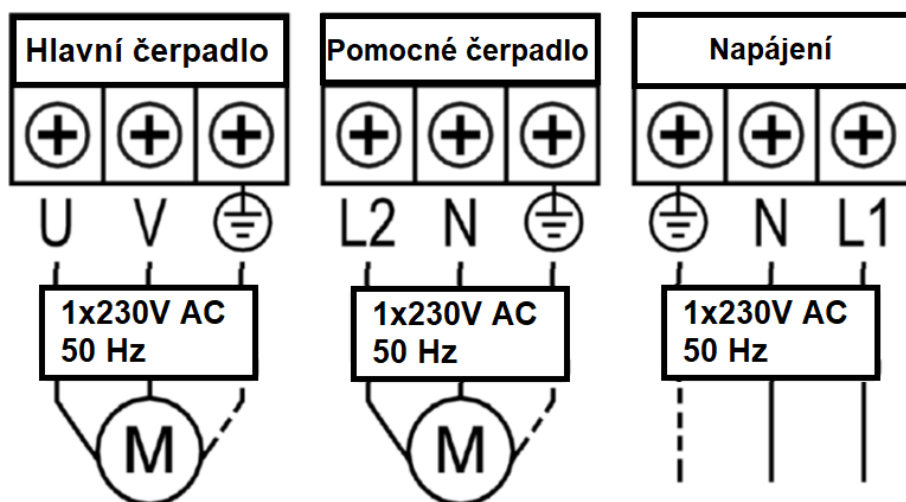 Hlavní čerpadlo
Pomocné čerpadlo
Napájení
U V
L2 N
N L1
1x230V AC
50 Hz
1x230V AC
50 Hz
1x230V AC
50 Hz
M
M